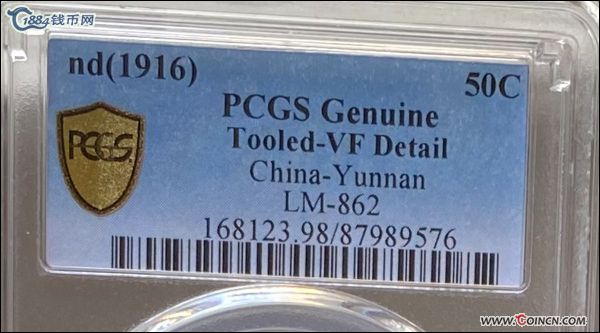 1884钱币网
nd(1916)
50C
PCGS Genuine
PCGS
Tooled-VF Detail
China-Yunnan
LM-862
168123.98/87989576
www.COINCN.com